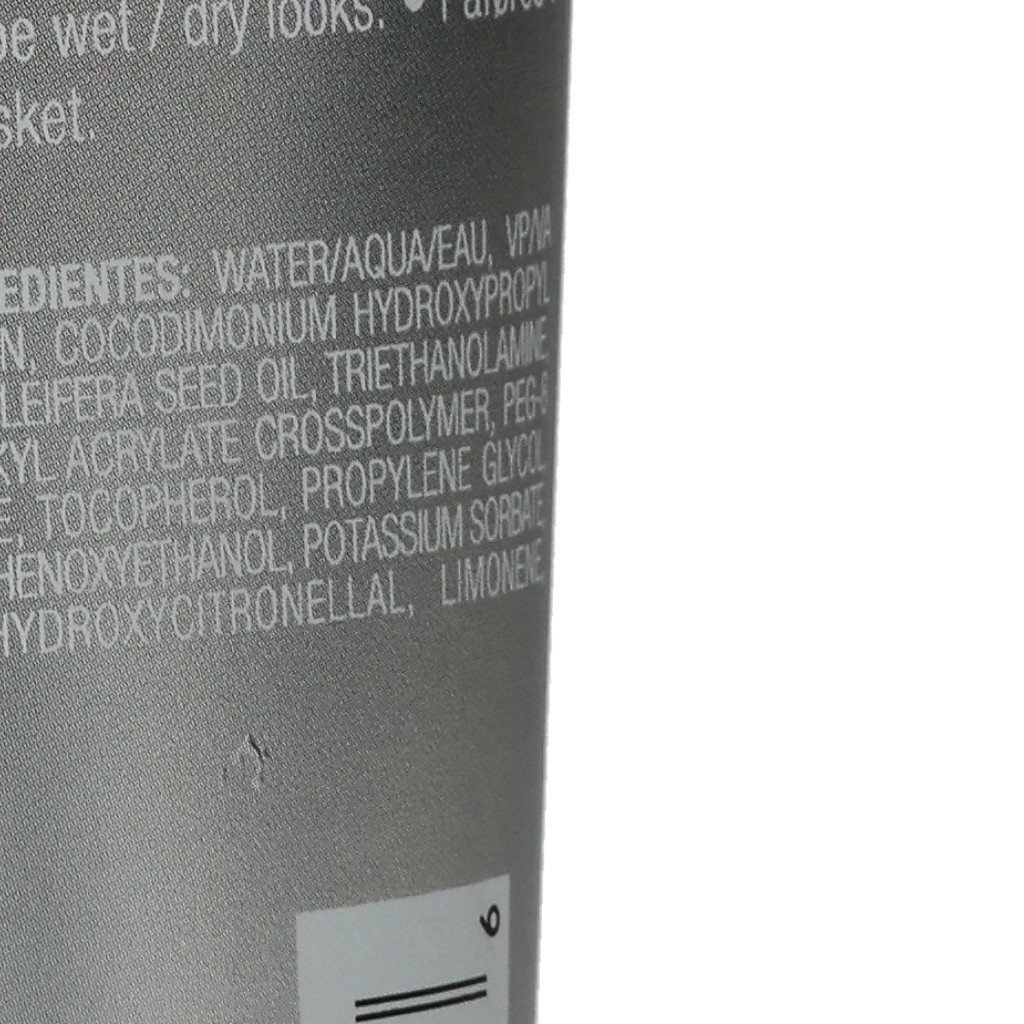 be wet / dry looks. •
sket.
EDIENTES: WATER/AQUA/EAU, VP/VA
N, COCODIMONIUM HYDROXYPROPYL
LEIFERA SEED OIL, TRIETHANOLAMINE,
KYL ACRYLATE CROSSPOLYMER, PEG-8
E, TOCOPHEROL, PROPYLENE GLYCOL,
HENOXYETHANOL, POTASSIUM SORBATE,
HYDROXYCITRONELLAL, LIMONENE,
6